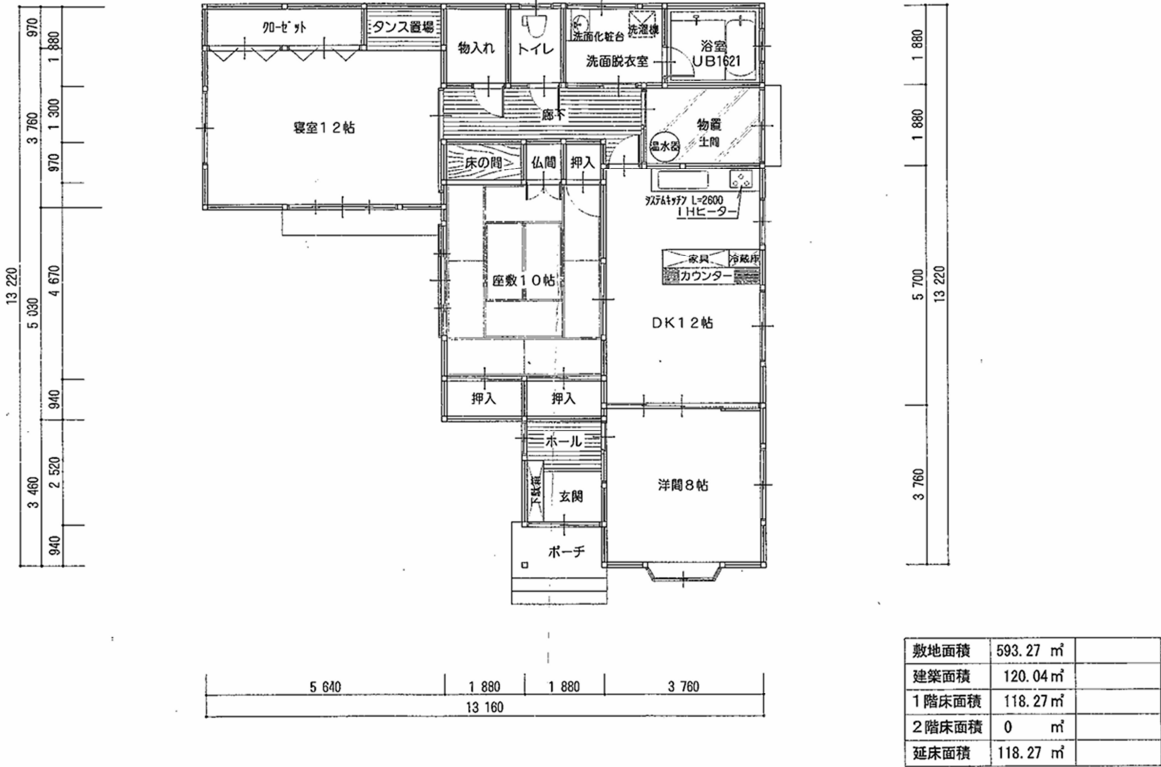 クローゼット
タンス置場
物入れ
トイレ
洗面化粧台
洗濯機
洗面脱衣室
浴室
UB1621
寝室12帖
廊下
物置
土間
温水器
床の間
仏間
押入
システムキッチン L=2600
IHヒーター
家具
冷蔵庫
カウンター
座敷10帖
DK12帖
押入
押入
ホール
下駄箱
玄関
洋間8帖
ポーチ
970
3 760
5 030
3 460
13 220
1 880
1 300
970
4 670
940
2 520
940
1 880
1 880
5 700
3 760
13 220
5 640
1 880
1 880
3 760
13 160
敷地面積 593.27 ㎡
建築面積 120.04㎡
1階床面積 118.27㎡
2階床面積 0 ㎡
延床面積 118.27 ㎡